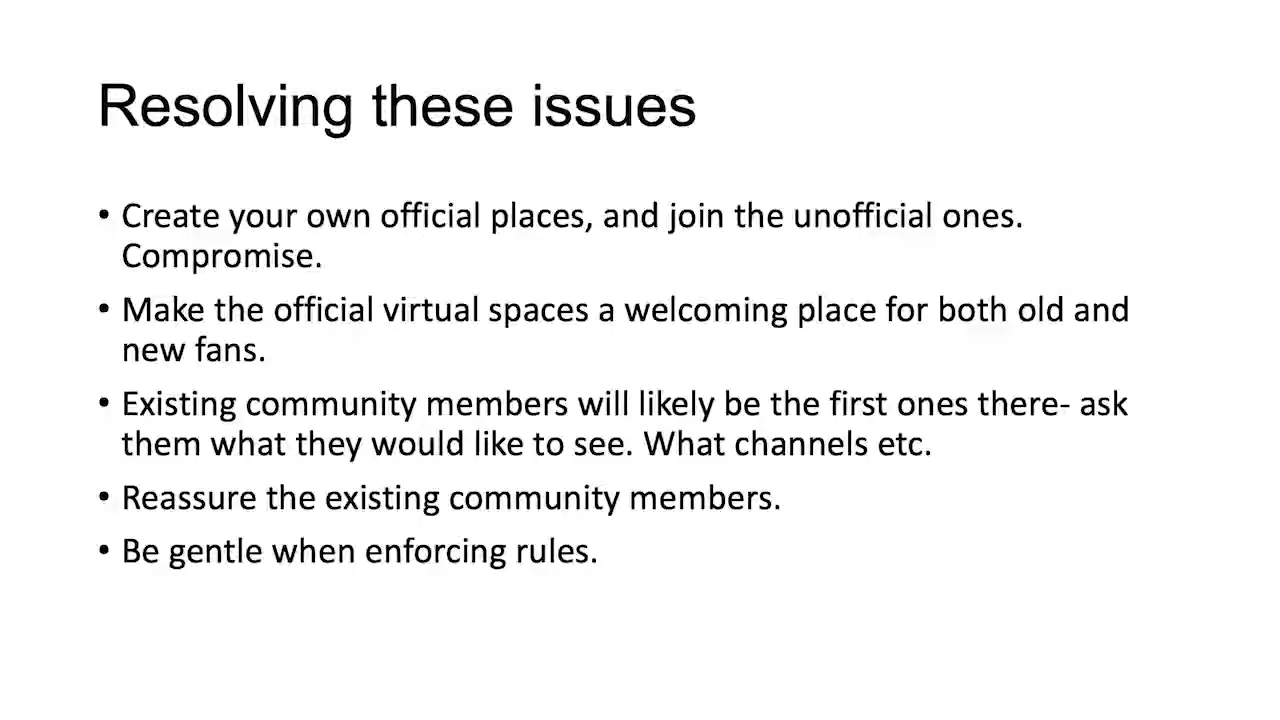 Resolving these issues
• Create your own official places, and join the unofficial ones.
Compromise.
• Make the official virtual spaces a welcoming place for both old and
new fans.
• Existing community members will likely be the first ones there- ask
them what they would like to see. What channels etc.
• Reassure the existing community members.
• Be gentle when enforcing rules.